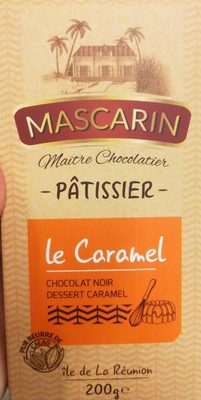 MASCARIN
Maître Chocolatier
- PÂTISSIER -
le Caramel
CHOCOLAT NOIR
DESSERT CARAMEL
PUR BEURRE DE
CACAO
île de La Réunion
200g e